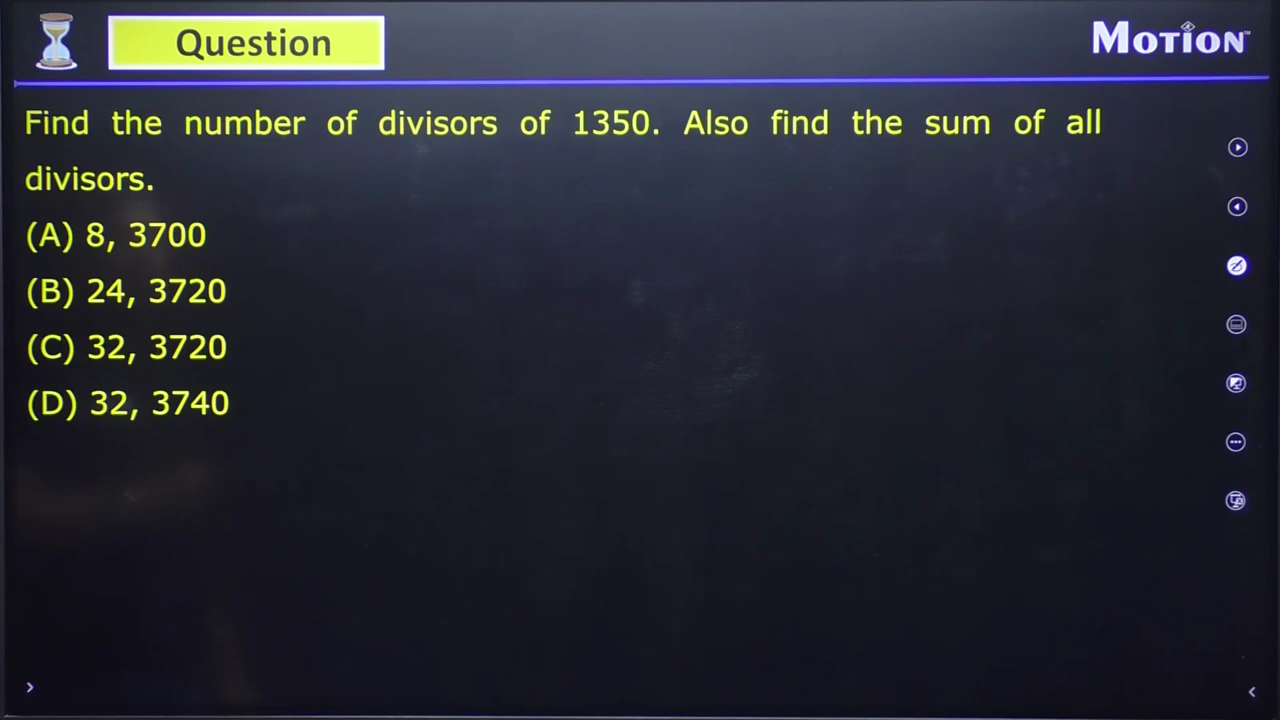 Question
MOTION™
Find the number of divisors of 1350. Also find the sum of all
divisors.
(A) 8, 3700
(B) 24, 3720
(C) 32, 3720
(D) 32, 3740